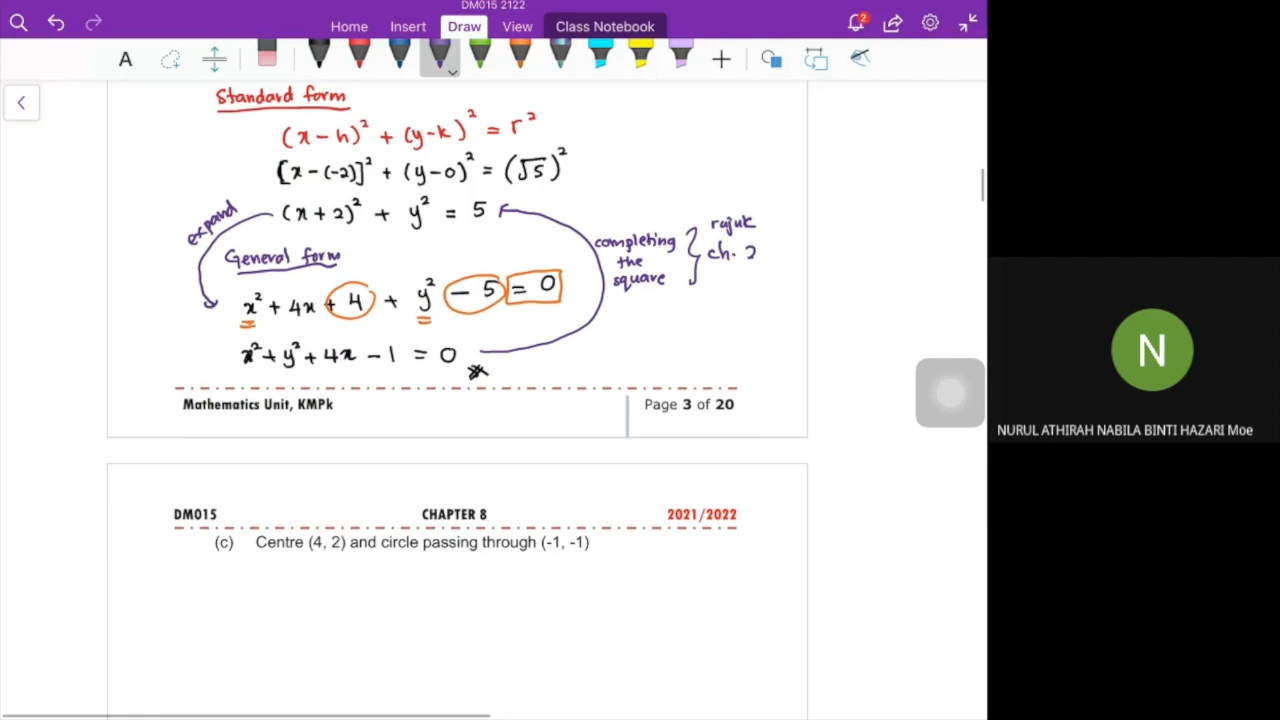 DM015 2122
Home Insert Draw View Class Notebook
2
A
Standard form
(x - h)² + (y - k)² = r²
[x - (-2)]² + (y - 0)² = (√5)²
(x + 2)² + y² = 5
expand
completing the square } rujuk ch. 2
General form
x² + 4x + 4 + y² - 5 = 0
x² + y² + 4x - 1 = 0
Mathematics Unit, KMPk Page 3 of 20
N
NURUL ATHIRAH NABILA BINTI HAZARI Moe
DM015 CHAPTER 8 2021/2022
(c) Centre (4, 2) and circle passing through (-1, -1)